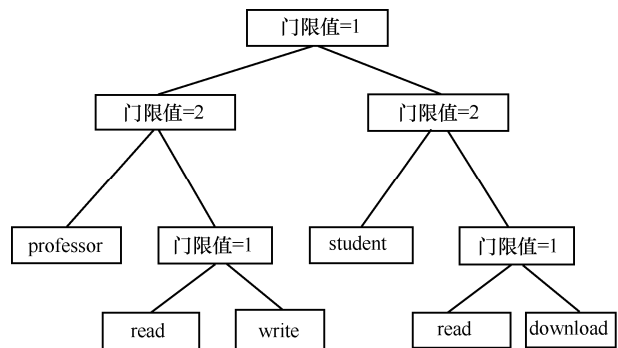 门限值=1
门限值=2
门限值=2
professor
门限值=1
student
门限值=1
read
write
read
download